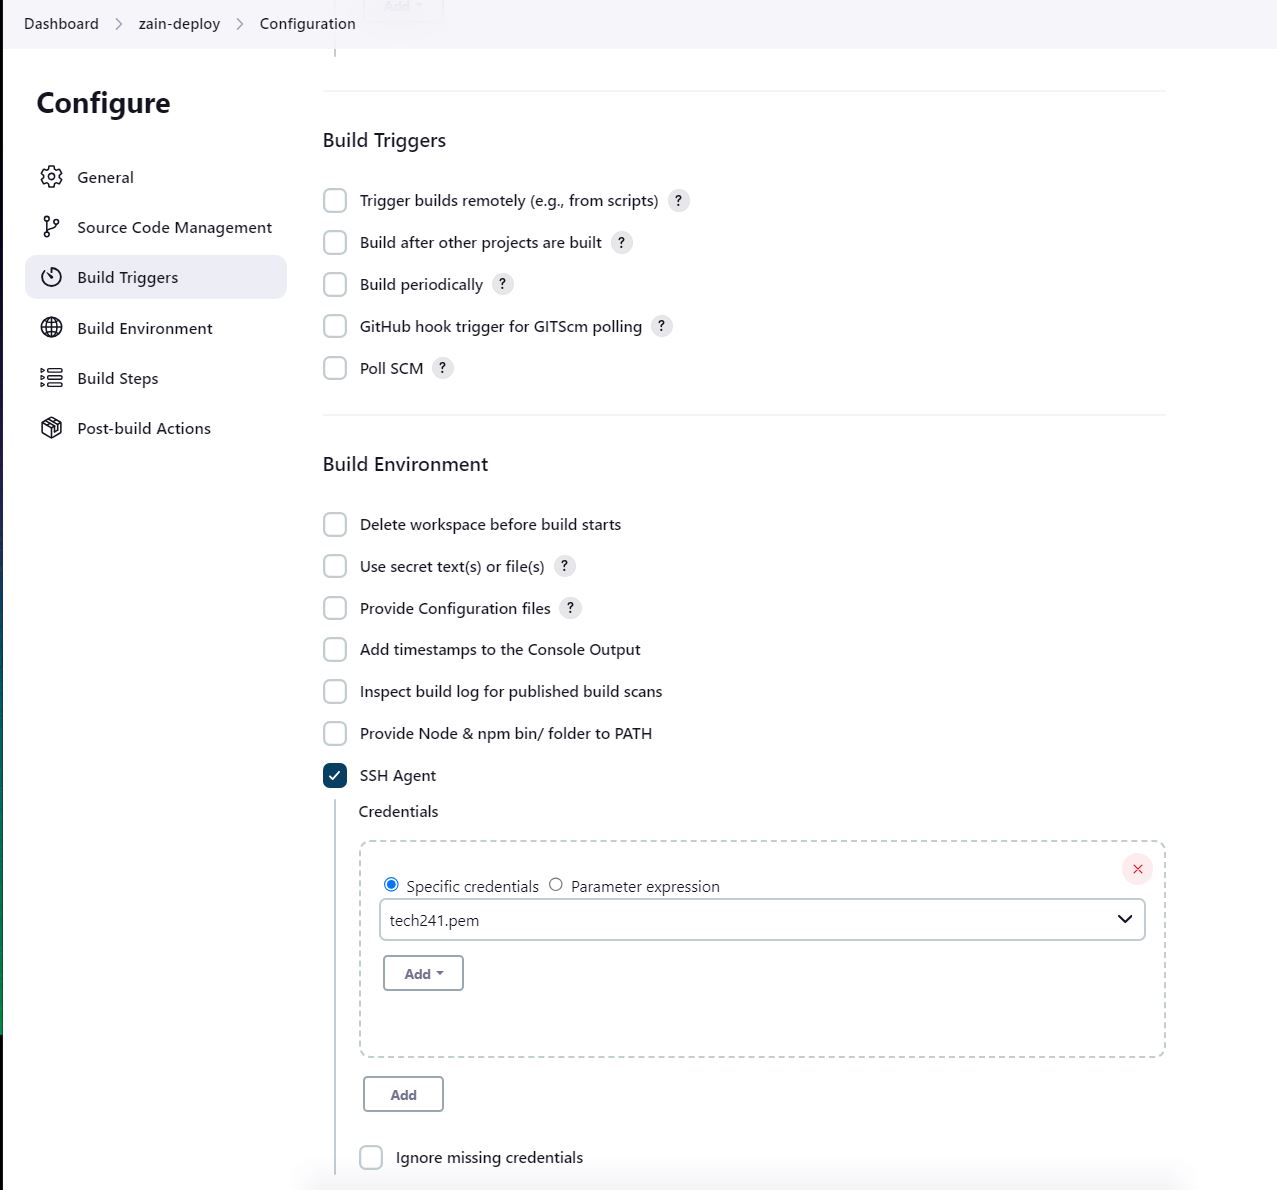 Add
Dashboard > zain-deploy > Configuration
Configure
General
Source Code Management
Build Triggers
Build Environment
Build Steps
Post-build Actions
Build Triggers
Trigger builds remotely (e.g., from scripts) ?
Build after other projects are built ?
Build periodically ?
GitHub hook trigger for GITScm polling ?
Poll SCM ?
Build Environment
Delete workspace before build starts
Use secret text(s) or file(s) ?
Provide Configuration files ?
Add timestamps to the Console Output
Inspect build log for published build scans
Provide Node & npm bin/ folder to PATH
SSH Agent
Credentials
Specific credentials Parameter expression
tech241.pem
Add
Add
Ignore missing credentials